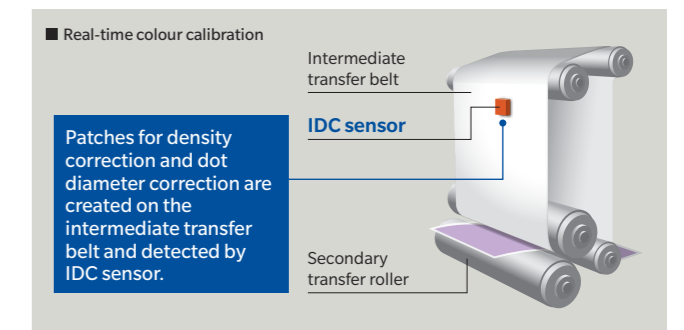 ■ Real-time colour calibration
Intermediate
transfer belt
IDC sensor
Patches for density
correction and dot
diameter correction are
created on the
intermediate transfer
belt and detected by
IDC sensor.
Secondary
transfer roller